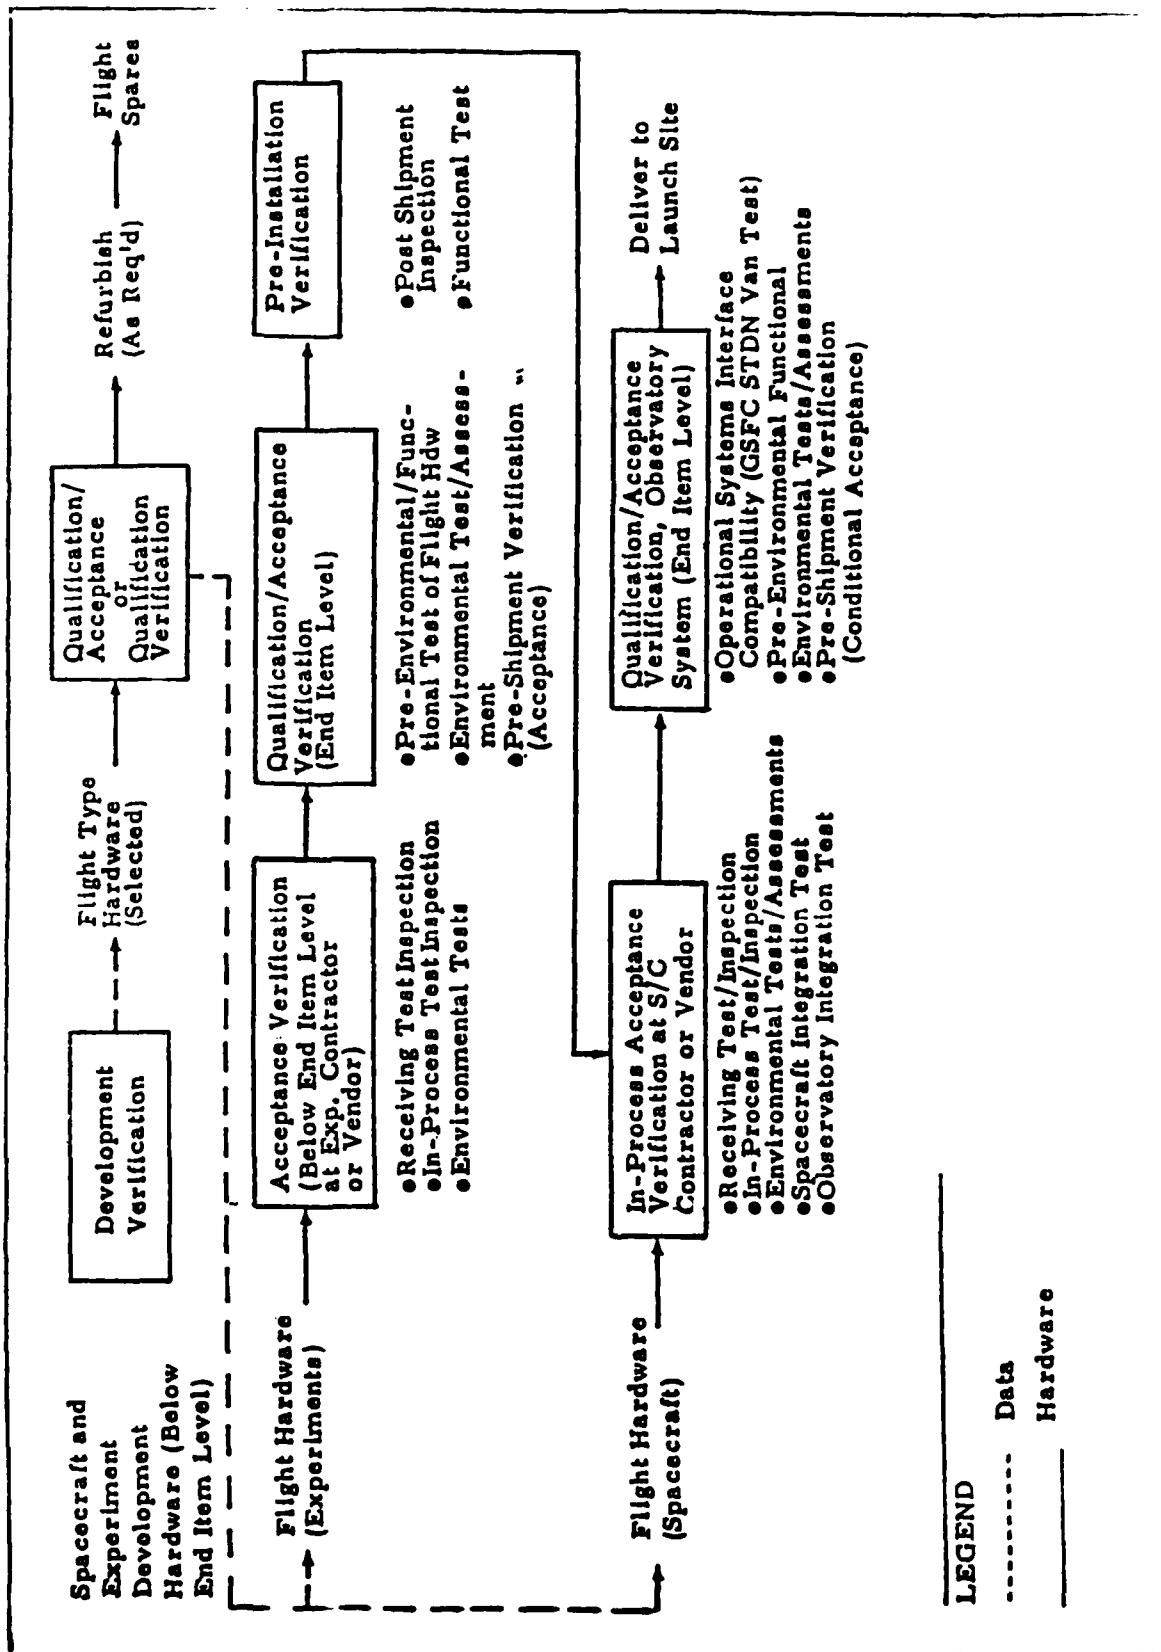 Spacecraft and
Experiment
Development
Hardware (Below
End Item Level)
Development
Verification
Flight Type
Hardware
(Selected)
Qualification/
Acceptance
or
Qualification
Verification
Refurbish
(As Req'd)
Flight
Spares
Flight Hardware
(Experiments)
Acceptance Verification
(Below End Item Level
at Exp. Contractor
or Vendor)
●Receiving Test Inspection
●In-Process Test Inspection
●Environmental Tests
Qualification/Acceptance
Verification
(End Item Level)
●Pre-Environmental/Func-
tional Test of Flight Hdw
●Environmental Test/Assess-
ment
●Pre-Shipment Verification
(Acceptance)
Pre-Installation
Verification
●Post Shipment
Inspection
●Functional Test
Flight Hardware
(Spacecraft)
In-Process Acceptance
Verification at S/C
Contractor or Vendor
●Receiving Test/Inspection
●In-Process Test/Inspection
●Environmental Tests/Assessments
●Spacecraft Integration Test
●Observatory Integration Test
Qualification/Acceptance
Verification, Observatory
System (End Item Level)
●Operational Systems Interface
Compatibility (GSFC STDN Van Test)
●Pre-Environmental Functional
●Environmental Tests/Assessments
●Pre-Shipment Verification
(Conditional Acceptance)
Deliver to
Launch Site
LEGEND
Data
Hardware